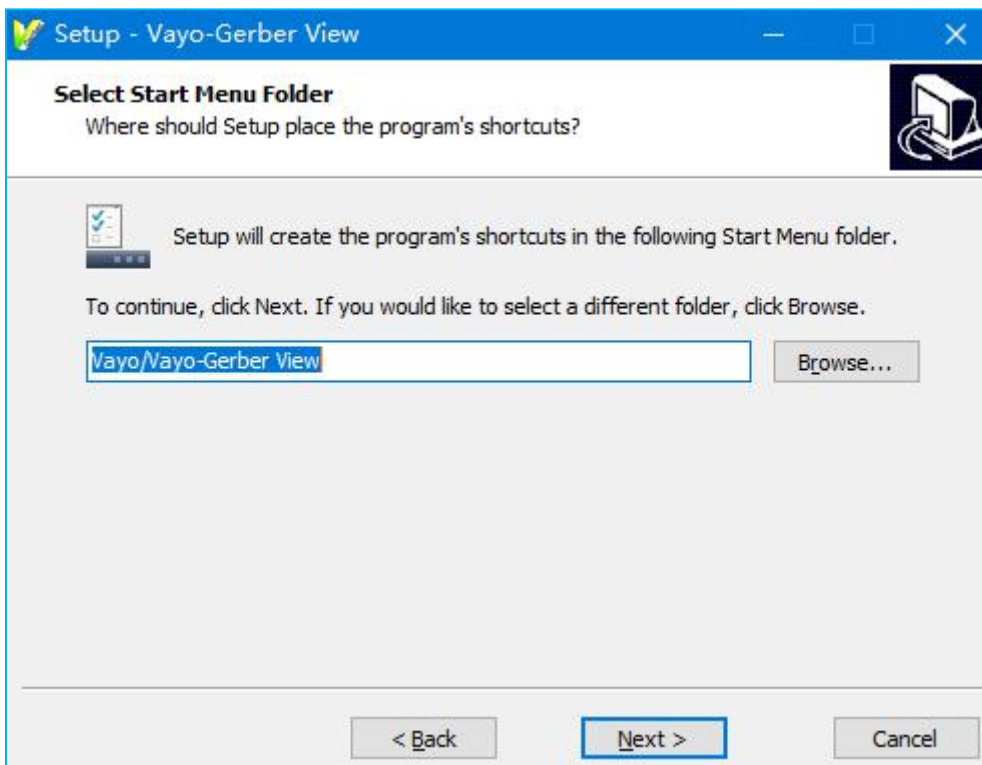 Setup - Vayo-Gerber View
Select Start Menu Folder
Where should Setup place the program's shortcuts?
Setup will create the program's shortcuts in the following Start Menu folder.
To continue, click Next. If you would like to select a different folder, click Browse.
Vayo/Vayo-Gerber View
Browse...
< Back
Next >
Cancel